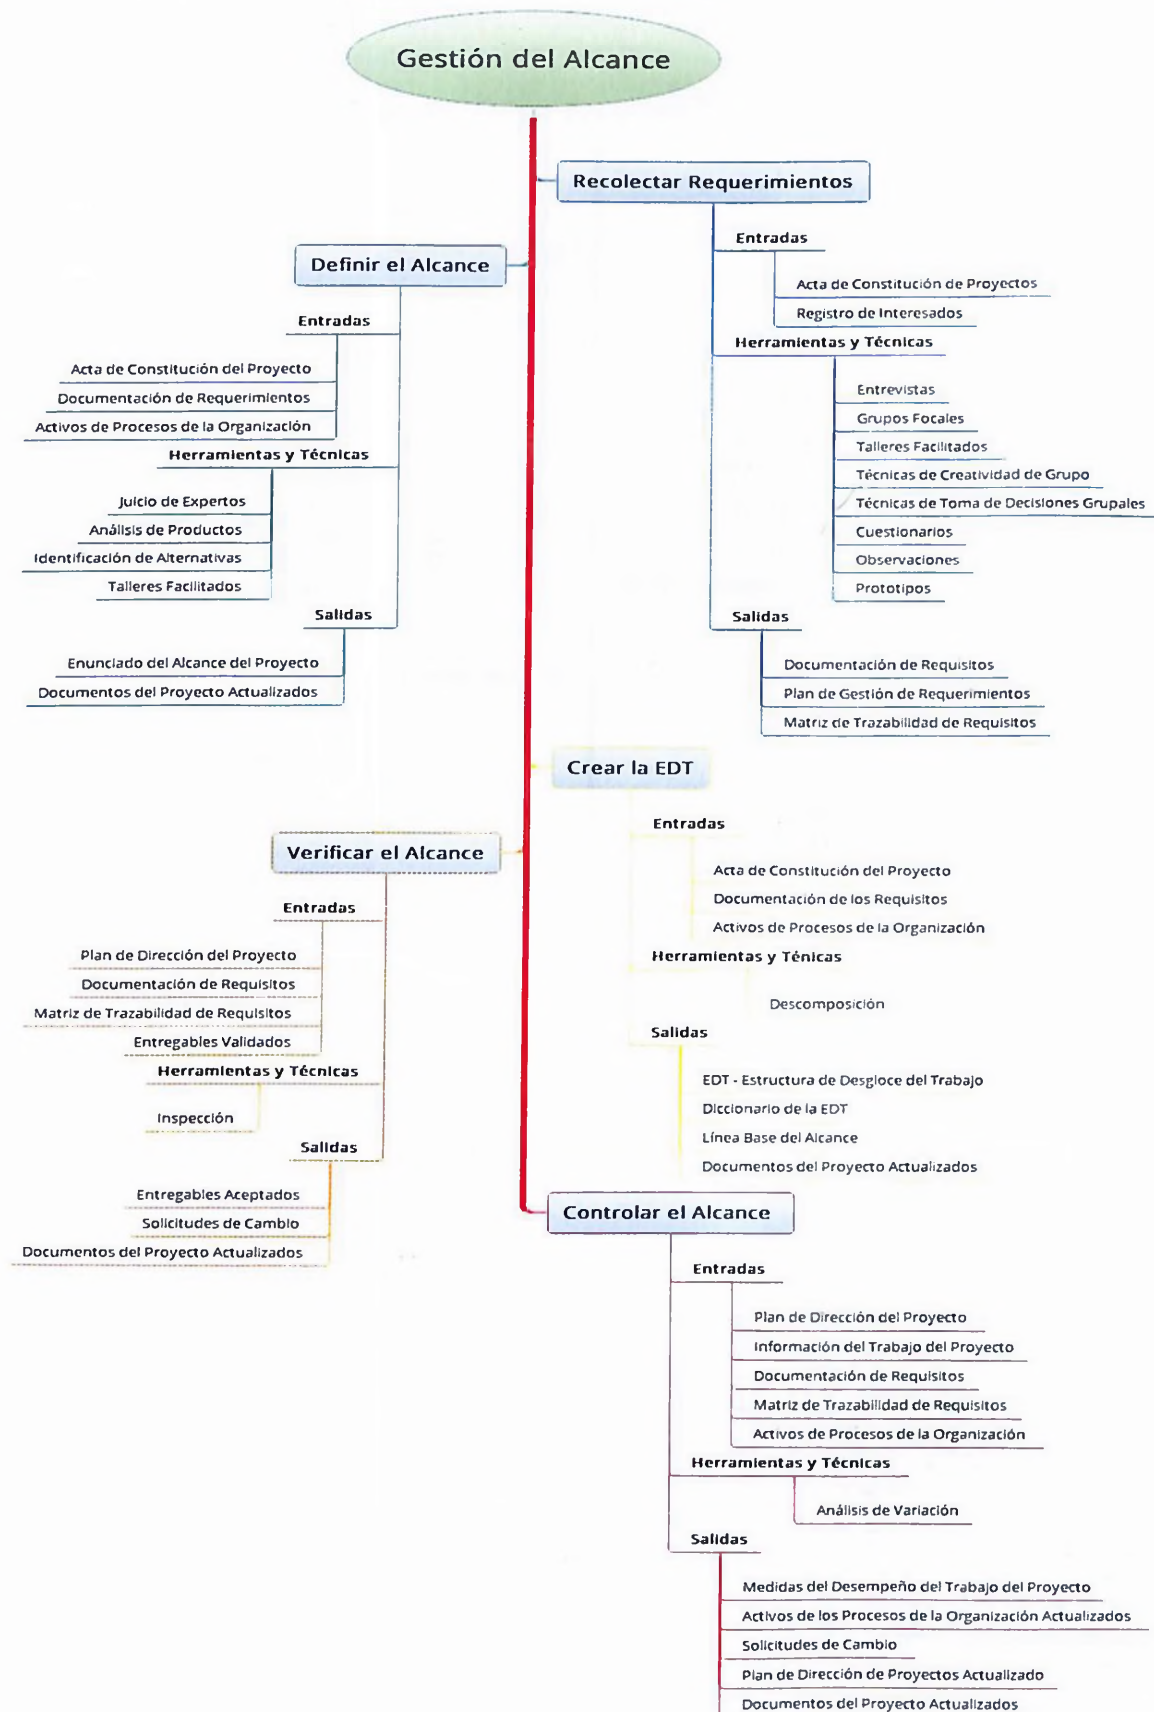 Gestión del Alcance
Recolectar Requerimientos
Entradas
Acta de Constitución de Proyectos
Registro de Interesados
Herramientas y Técnicas
Entrevistas
Grupos Focales
Talleres Facilitados
Técnicas de Creatividad de Grupo
Técnicas de Toma de Decisiones Grupales
Cuestionarios
Observaciones
Prototipos
Salidas
Documentación de Requisitos
Plan de Gestión de Requerimientos
Matriz de Trazabilidad de Requisitos
Definir el Alcance
Entradas
Acta de Constitución del Proyecto
Documentación de Requerimientos
Activos de Procesos de la Organización
Herramientas y Técnicas
Juicio de Expertos
Análisis de Productos
Identificación de Alternativas
Talleres Facilitados
Salidas
Enunciado del Alcance del Proyecto
Documentos del Proyecto Actualizados
Crear la EDT
Entradas
Acta de Constitución del Proyecto
Documentación de los Requisitos
Activos de Procesos de la Organización
Herramientas y Ténicas
Descomposición
Salidas
EDT - Estructura de Desgloce del Trabajo
Diccionario de la EDT
Línea Base del Alcance
Documentos del Proyecto Actualizados
Verificar el Alcance
Entradas
Plan de Dirección del Proyecto
Documentación de Requisitos
Matriz de Trazabilidad de Requisitos
Entregables Validados
Herramientas y Técnicas
Inspección
Salidas
Entregables Aceptados
Solicitudes de Cambio
Documentos del Proyecto Actualizados
Controlar el Alcance
Entradas
Plan de Dirección del Proyecto
Información del Trabajo del Proyecto
Documentación de Requisitos
Matriz de Trazabilidad de Requisitos
Activos de Procesos de la Organización
Herramientas y Técnicas
Análisis de Variación
Salidas
Medidas del Desempeño del Trabajo del Proyecto
Activos de los Procesos de la Organización Actualizados
Solicitudes de Cambio
Plan de Dirección de Proyectos Actualizado
Documentos del Proyecto Actualizados